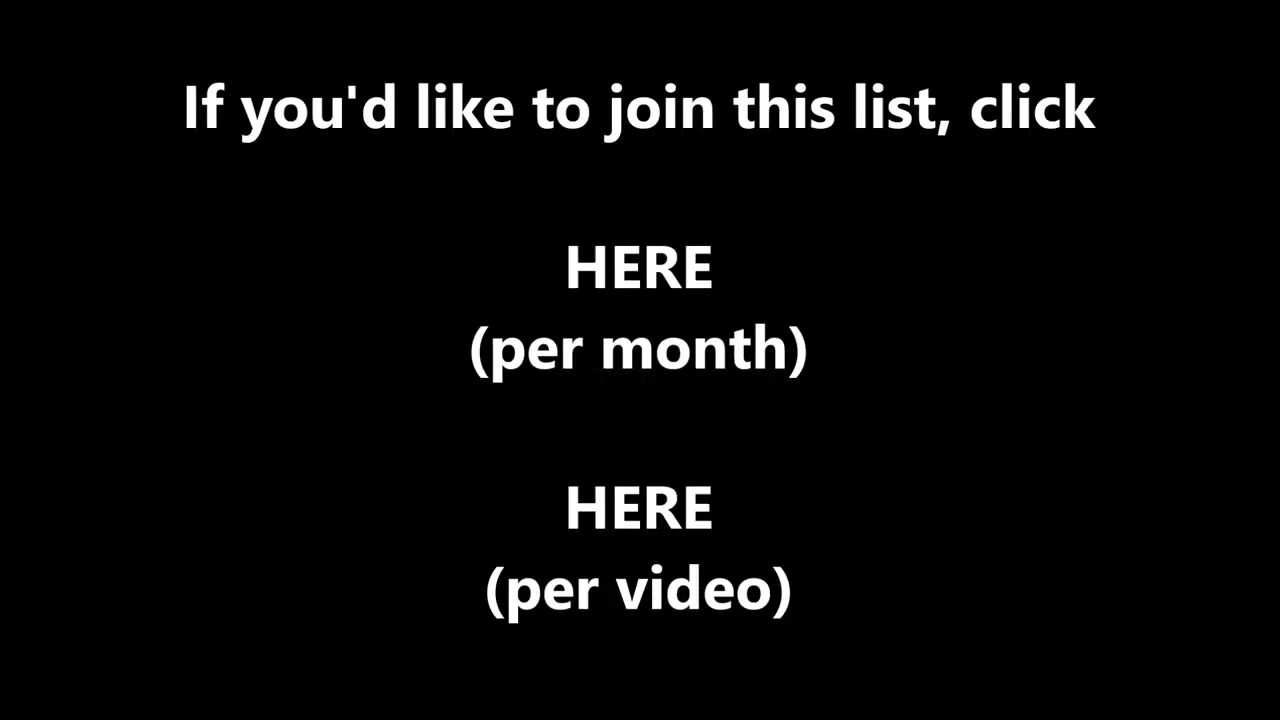 If you'd like to join this list, click
HERE
(per month)
HERE
(per video)